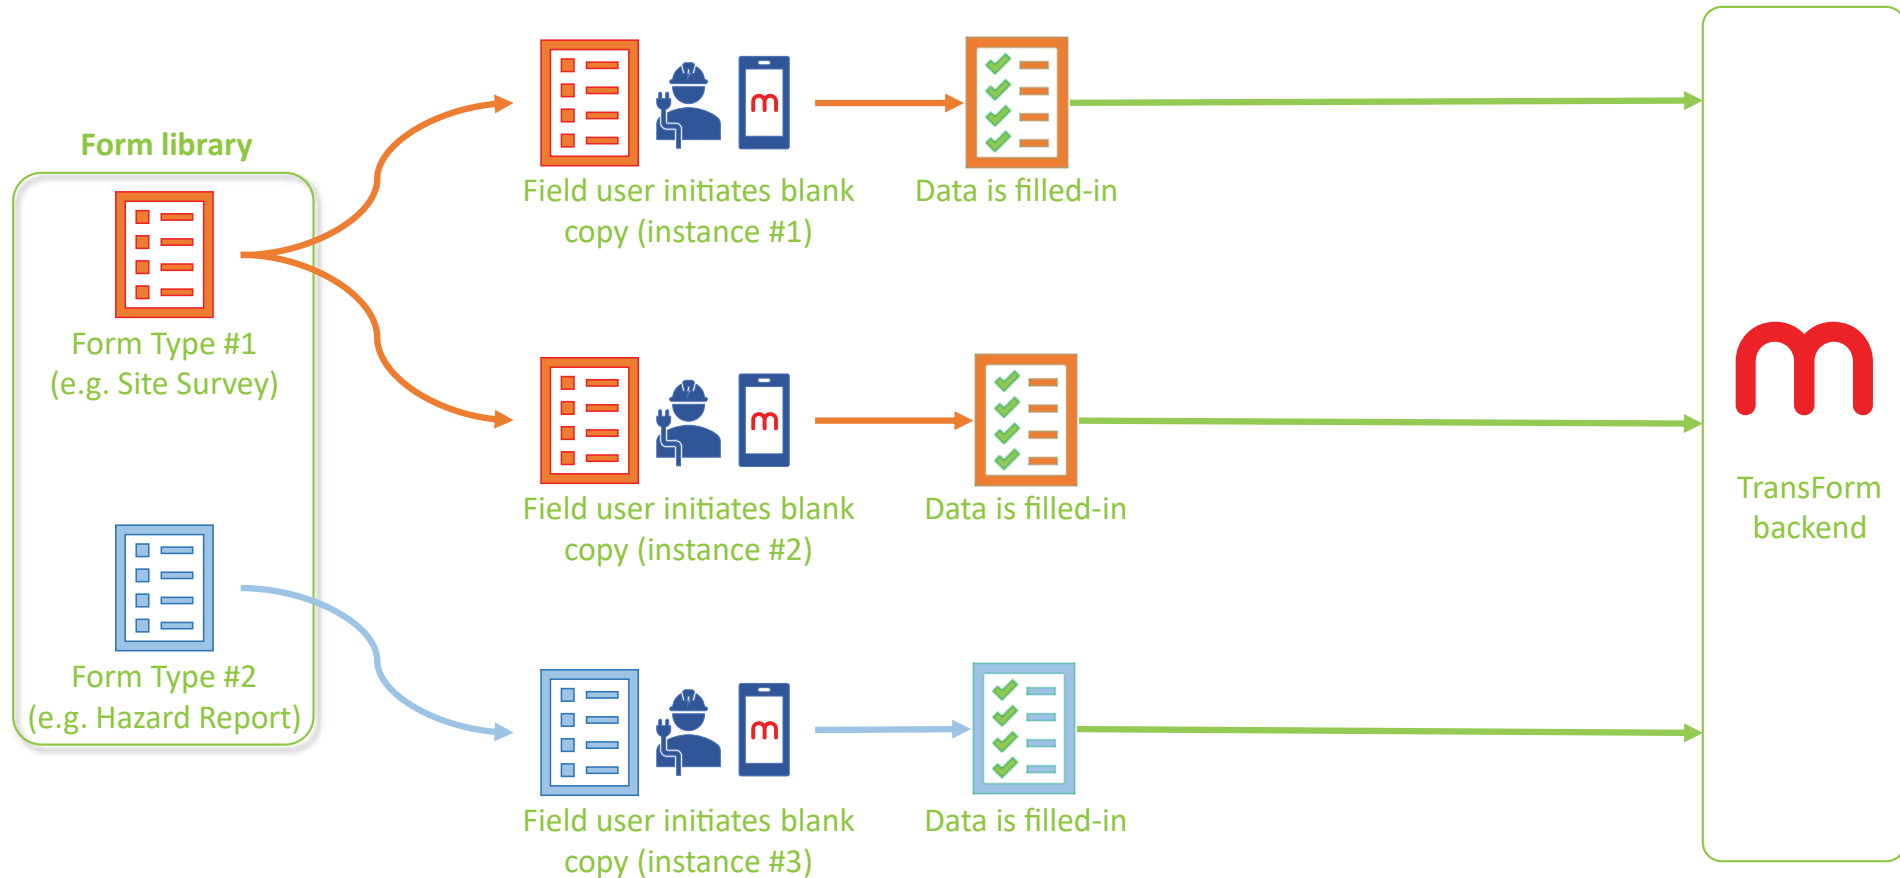 Form library
Form Type #1
(e.g. Site Survey)
Form Type #2
(e.g. Hazard Report)
m
Field user initiates blank
copy (instance #1)
Data is filled-in
m
Field user initiates blank
copy (instance #2)
Data is filled-in
m
Field user initiates blank
copy (instance #3)
Data is filled-in
m
TransForm
backend